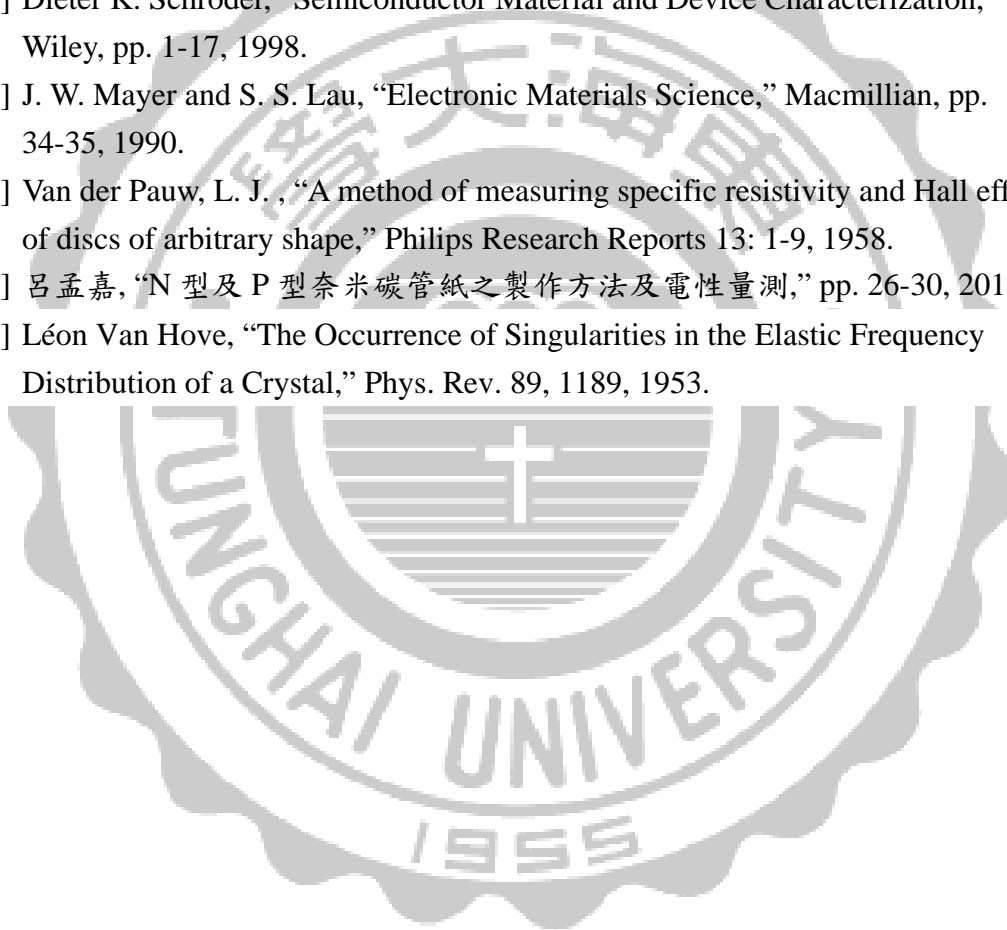 ] Dieter K. Schroder, “Semiconductor Material and Device Characterization,”
Wiley, pp. 1-17, 1998.
] J. W. Mayer and S. S. Lau, “Electronic Materials Science,” Macmillian, pp.
34-35, 1990.
] Van der Pauw, L. J. , “A method of measuring specific resistivity and Hall eff
of discs of arbitrary shape,” Philips Research Reports 13: 1-9, 1958.
] 呂孟嘉, “N 型及 P 型奈米碳管紙之製作方法及電性量測,” pp. 26-30, 201
] Léon Van Hove, “The Occurrence of Singularities in the Elastic Frequency
Distribution of a Crystal,” Phys. Rev. 89, 1189, 1953.
學大海東
TUNGHAI UNIVERSITY
1955